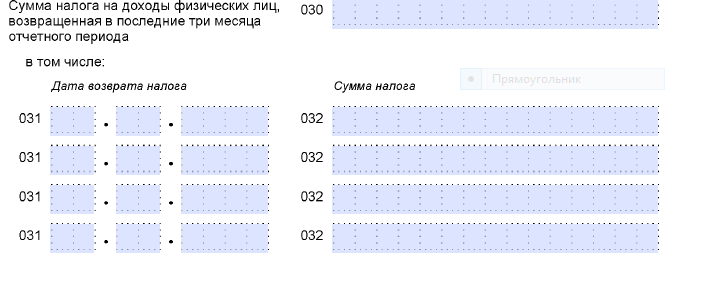 Сумма налога на доходы физических лиц,
возвращенная в последние три месяца
отчетного периода
030
в том числе:
Прямоугольник
Дата возврата налога
Сумма налога
031 . . 032
031 . . 032
031 . . 032
031 . . 032